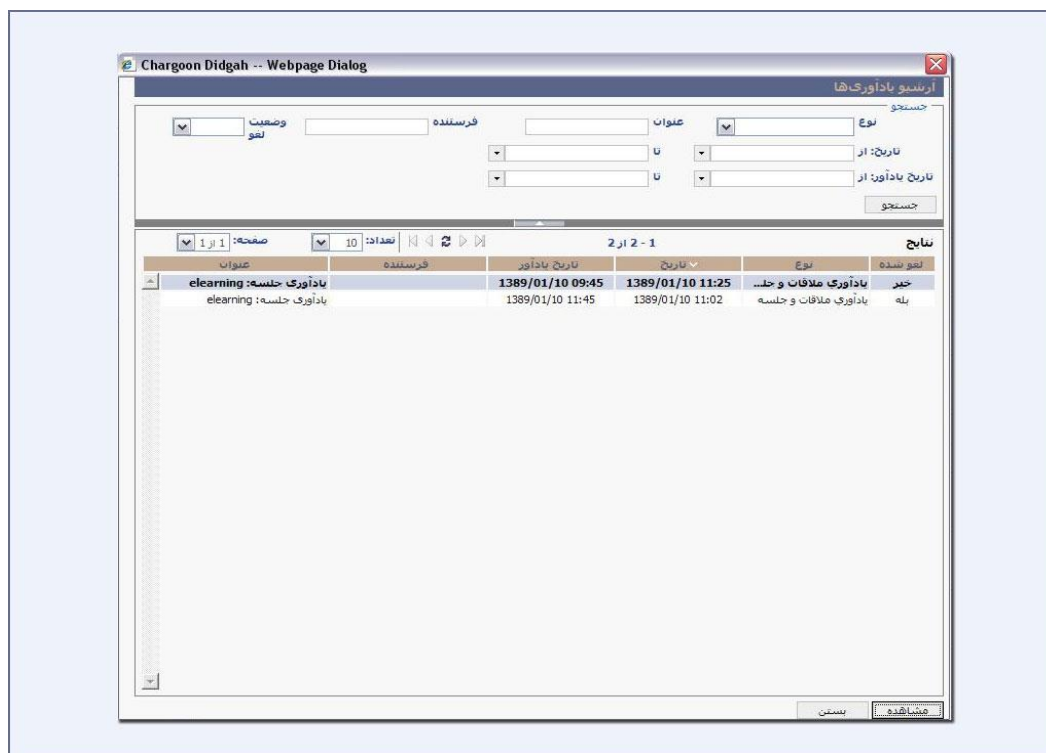 Chargoon Didgah -- Webpage Dialog
آرشیو یادآوری‌ها
جستجو
نوع عنوان فرستنده وضعیت لغو
تاریخ: از تا
تاریخ یادآور: از تا
جستجو
نتایج 1 - 2 از 2 تعداد: 10 صفحه: 1 از 1
لغو شده نوع تاریخ تاریخ یادآور فرستنده عنوان
خیر یادآوري ملاقات و جلـ... 1389/01/10 11:25 1389/01/10 09:45 یادآوری جلسه: elearning
بله یادآوري ملاقات و جلسه 1389/01/10 11:02 1389/01/10 11:45 یادآوری جلسه: elearning
مشاهده بستن